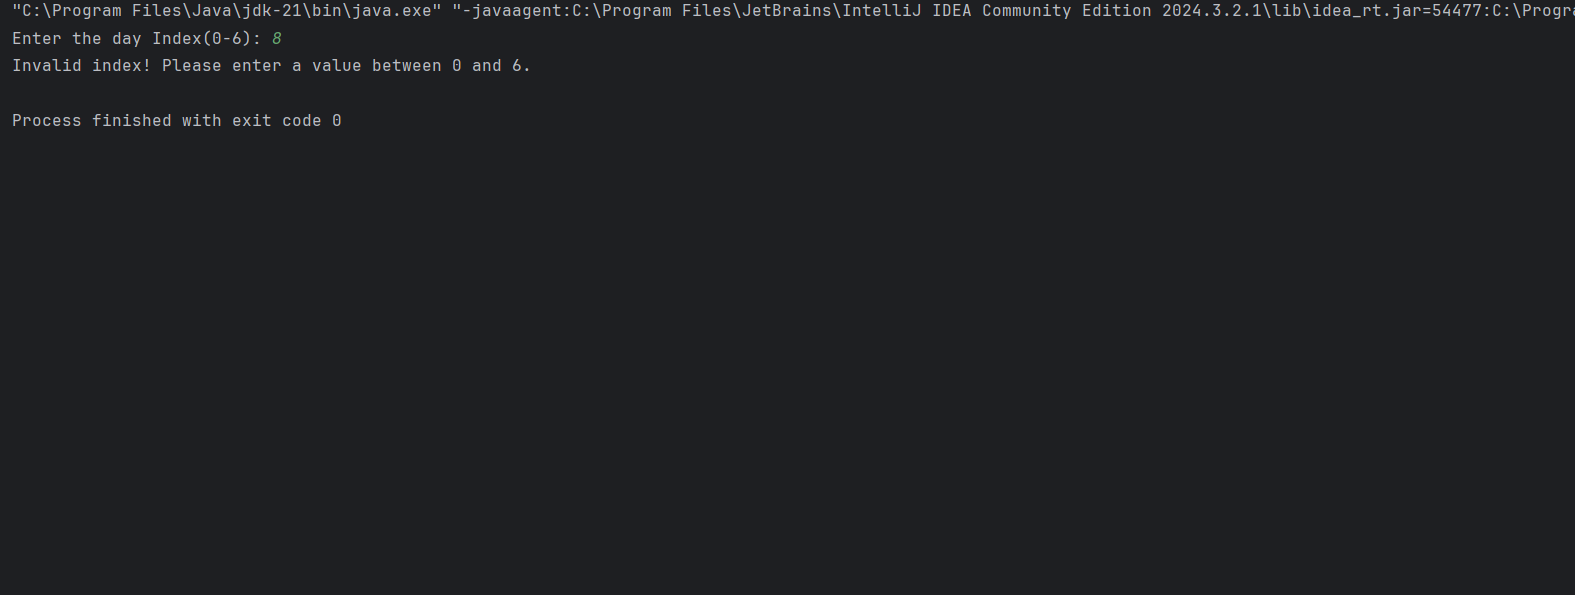 "C:\Program Files\Java\jdk-21\bin\java.exe" "-javaagent:C:\Program Files\JetBrains\IntelliJ IDEA Community Edition 2024.3.2.1\lib\idea_rt.jar=54477:C:\Progra
Enter the day Index(0-6): 8
Invalid index! Please enter a value between 0 and 6.
Process finished with exit code 0